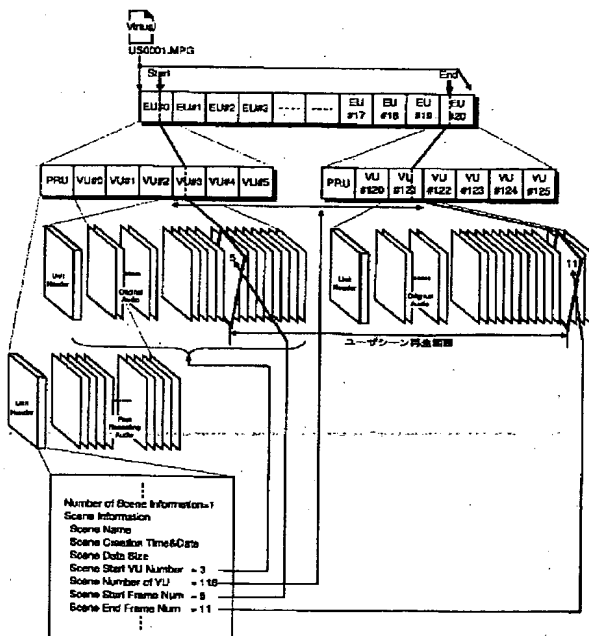 Virtus/
US0001.MPG
Start
End
EU#0 EU#1 EU#2 EU#3 ---- ---- EU #17 EU #18 EU #19 EU #20
PRU VU#0 VU#1 VU#2 VU#3 VU#4 VU#5
PRU VU #120 VU #121 VU #122 VU #123 VU #124 VU #125
Unit Header
Original Audio
5
Unit Header
Original Audio
11
ユーザシーン再生範囲
Unit Header
Post Recording Audio
Number of Scene Information=1
Scene Information
Scene Name
Scene Creation Time&Date
Scene Data Size
Scene Start VU Number = 3
Scene Number of VU = 118
Scene Start Frame Num = 5
Scene End Frame Num = 11